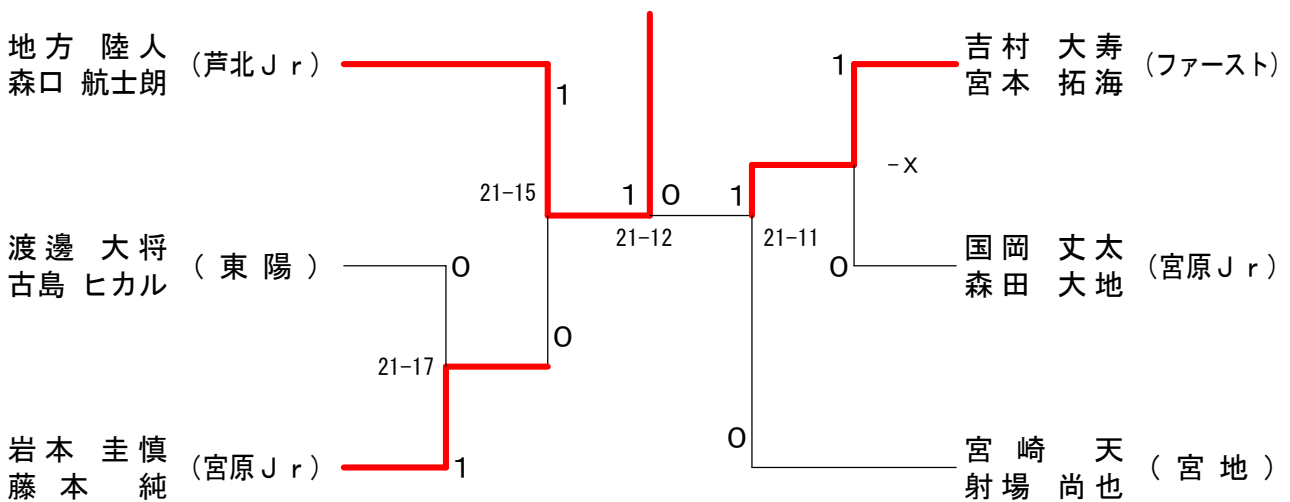 地方 陸人
森口 航士朗
(芦北Jr)
1
21-15
渡邊 大将
古島 ヒカル
(東陽)
0
21-17
0
岩本 圭慎
藤本 純
(宮原Jr)
1
1 0
21-12
1
21-11
吉村 大寿
宮本 拓海
(ファースト)
1
-X
国岡 丈太
森田 大地
(宮原Jr)
0
宮崎 天
射場 尚也
(宮地)
0